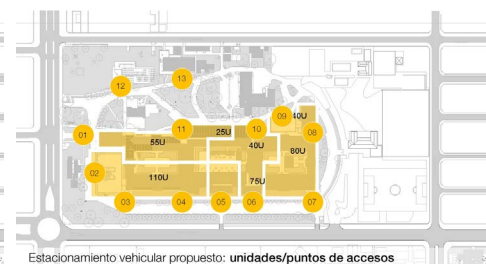 12
13
01
11
10
09
40U
08
25U
55U
40U
80U
02
110U
75U
03
04
05
06
07
Estacionamiento vehicular propuesto: unidades/puntos de accesos